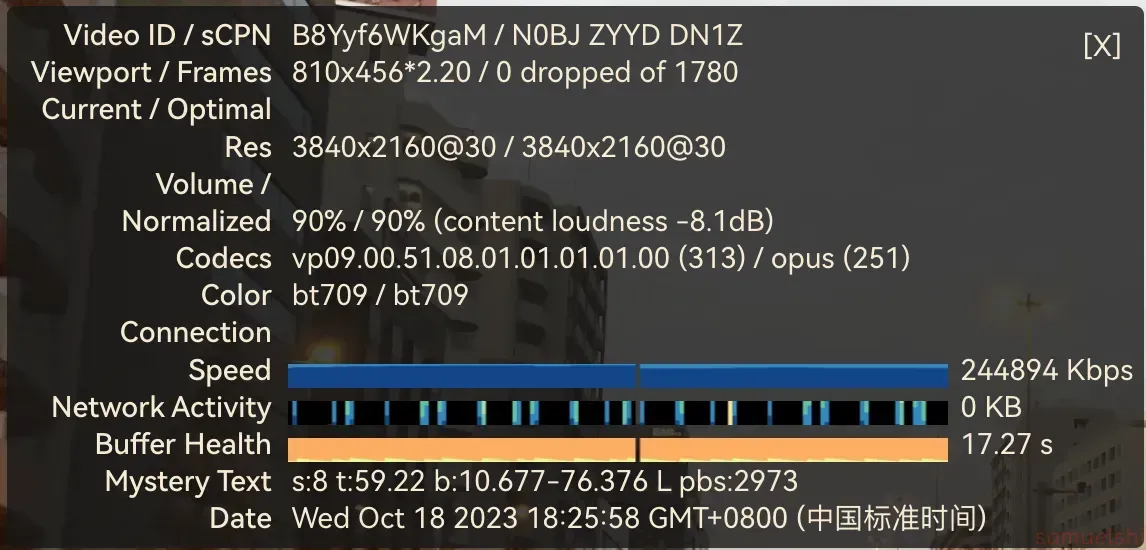 Video ID / sCPN B8Yyf6WKgaM / N0BJ ZYYD DN1Z
[X]
Viewport / Frames 810x456*2.20 / 0 dropped of 1780
Current / Optimal
Res 3840x2160@30 / 3840x2160@30
Volume /
Normalized 90% / 90% (content loudness -8.1dB)
Codecs vp09.00.51.08.01.01.01.01.00 (313) / opus (251)
Color bt709 / bt709
Connection
Speed 244894 Kbps
Network Activity 0 KB
Buffer Health 17.27 s
Mystery Text s:8 t:59.22 b:10.677-76.376 L pbs:2973
Date Wed Oct 18 2023 18:25:58 GMT+0800 (中国标准时间)